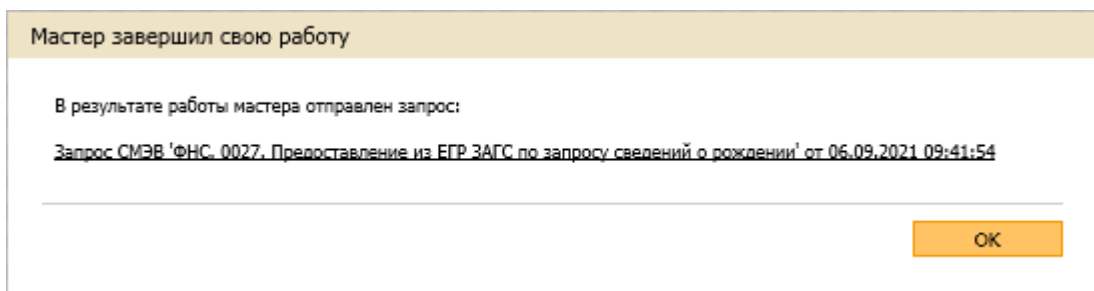 Мастер завершил свою работу
В результате работы мастера отправлен запрос:
Запрос СМЭВ 'ФНС. 0027. Предоставление из ЕГР ЗАГС по запросу сведений о рождении' от 06.09.2021 09:41:54
ОК